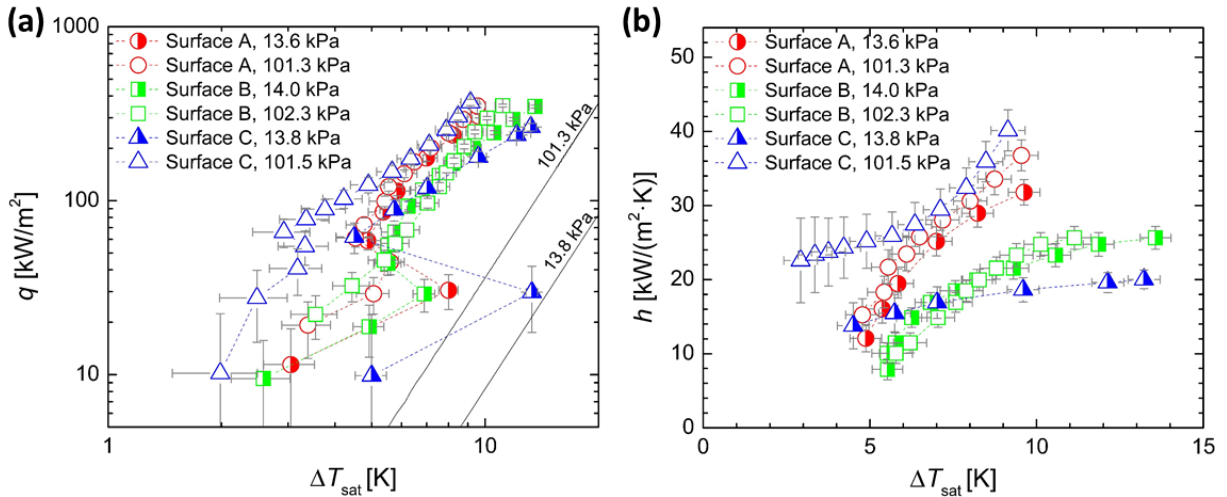 (a)
1000
100
10
5
1
10
q [kW/m²]
ΔT_sat [K]
Surface A, 13.6 kPa
Surface A, 101.3 kPa
Surface B, 14.0 kPa
Surface B, 102.3 kPa
Surface C, 13.8 kPa
Surface C, 101.5 kPa
101.3 kPa
13.8 kPa
(b)
50
40
30
20
10
0
0
5
10
15
h [kW/(m²·K)]
ΔT_sat [K]
Surface A, 13.6 kPa
Surface A, 101.3 kPa
Surface B, 14.0 kPa
Surface B, 102.3 kPa
Surface C, 13.8 kPa
Surface C, 101.5 kPa